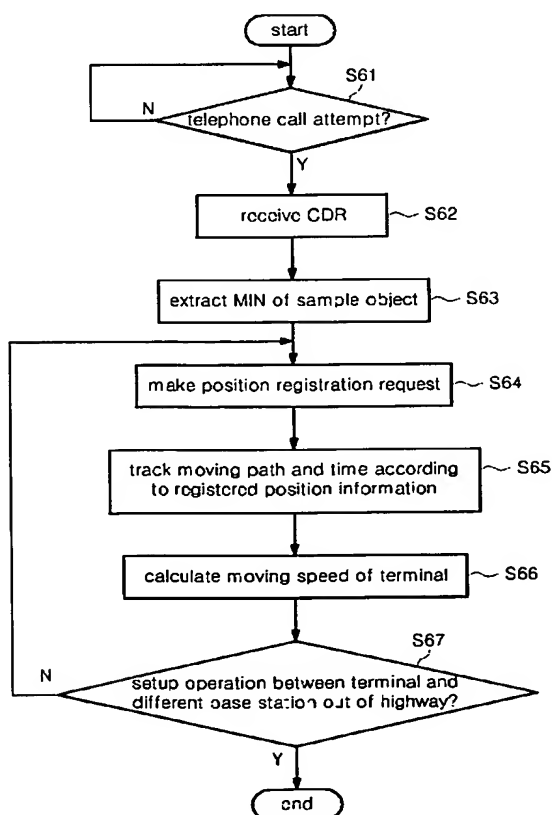 start
S61
telephone call attempt?
N
Y
receive CDR
S62
extract MIN of sample object
S63
make position registration request
S64
track moving path and time according
to registered position information
S65
calculate moving speed of terminal
S66
S67
setup operation between terminal and
different base station out of highway?
N
Y
end